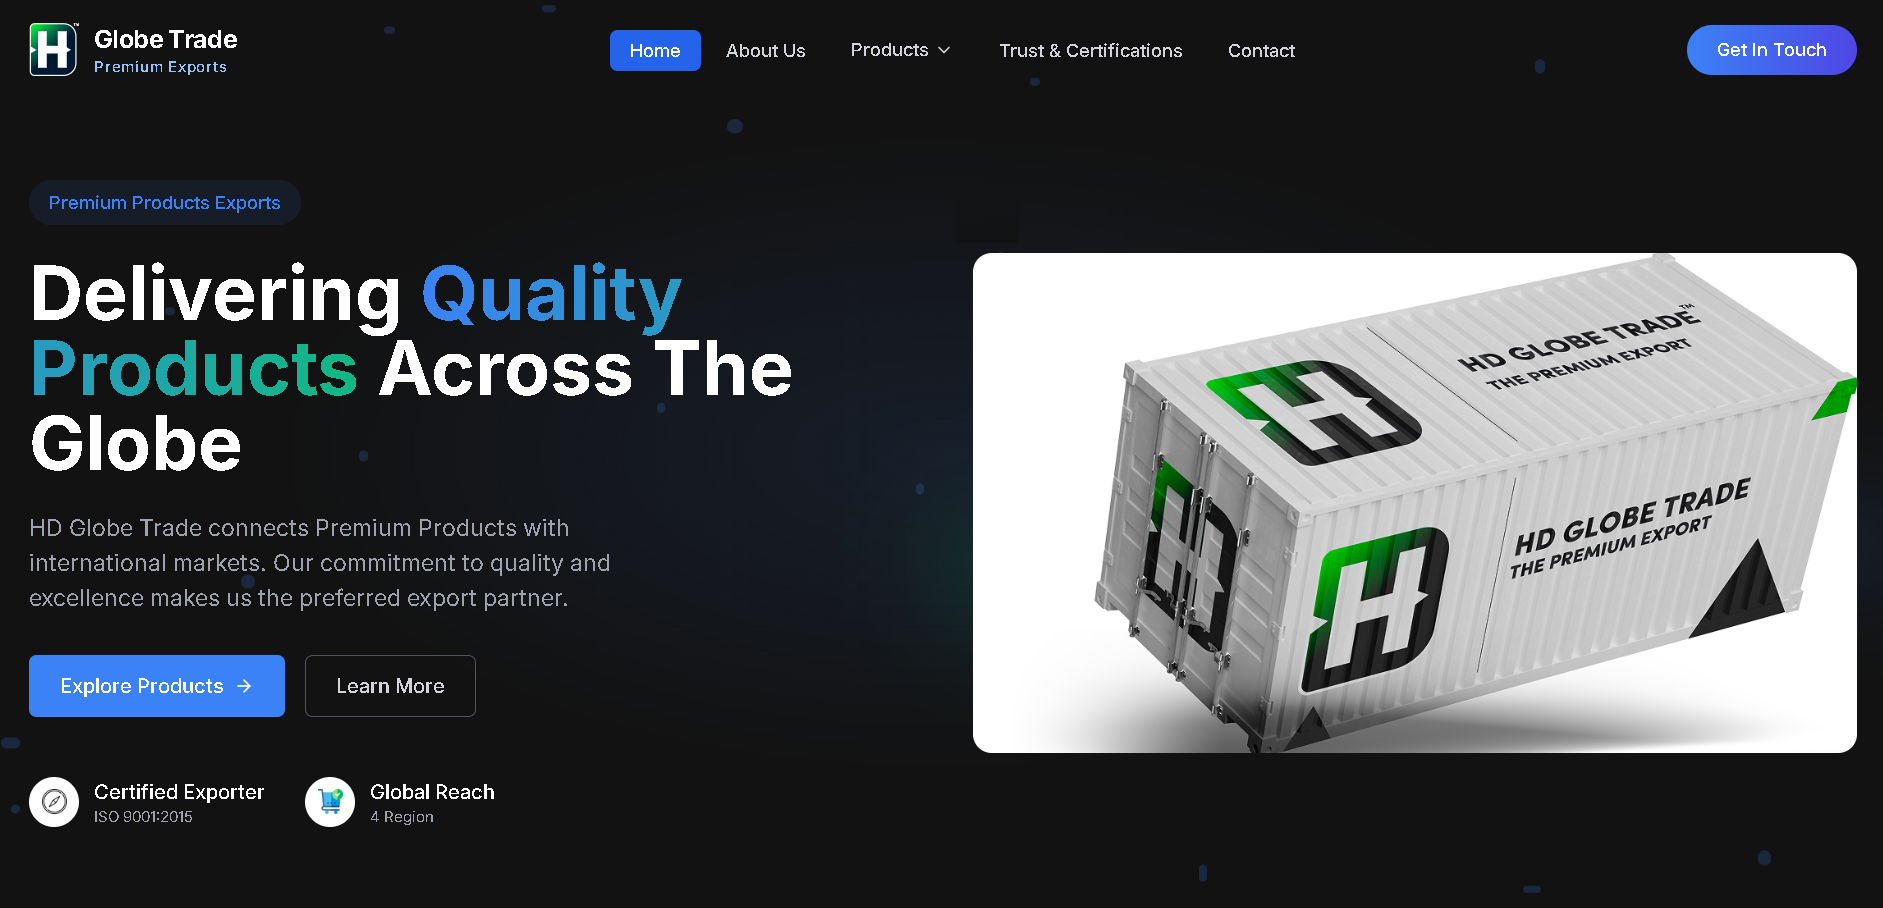 H
™
Globe Trade
Premium Exports
Home
About Us
Products
Trust & Certifications
Contact
Get In Touch
Premium Products Exports
Delivering Quality
Products Across The
Globe
HD Globe Trade connects Premium Products with
international markets. Our commitment to quality and
excellence makes us the preferred export partner.
Explore Products →
Learn More
Certified Exporter
ISO 9001:2015
Global Reach
4 Region
H
HD GLOBE TRADE™
THE PREMIUM EXPORT
H
H
HD GLOBE TRADE
THE PREMIUM EXPORT